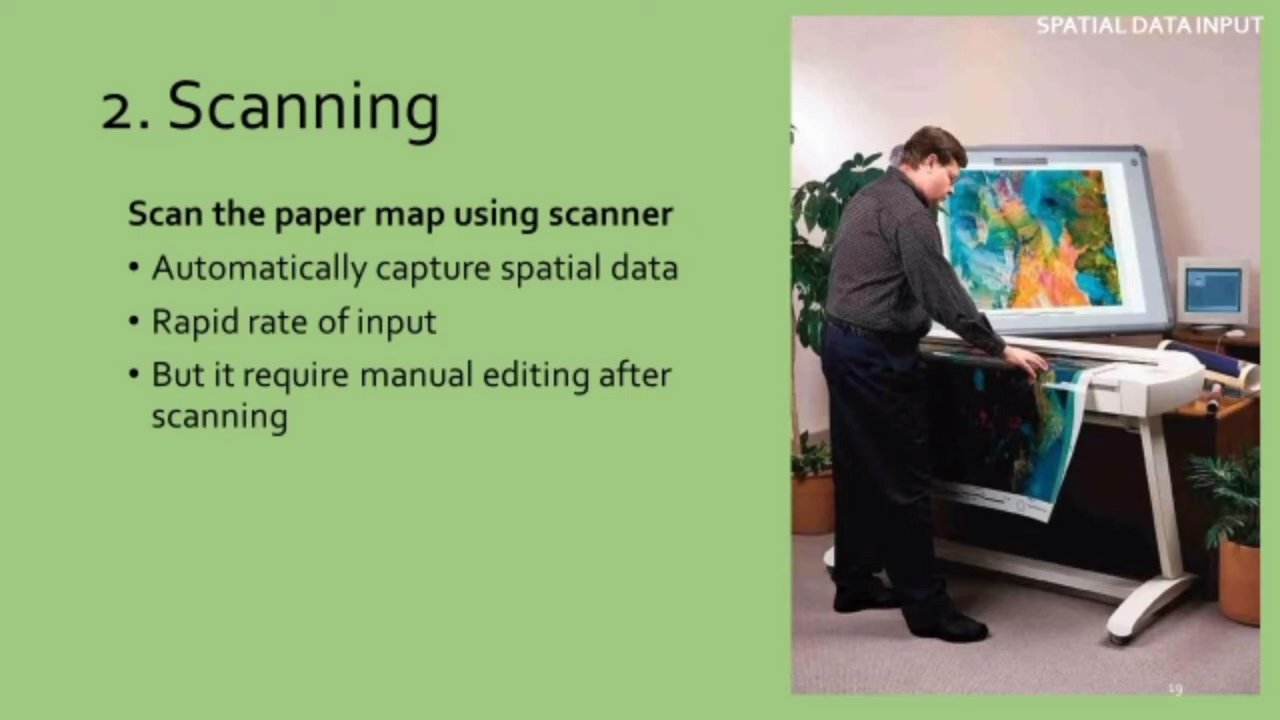 SPATIAL DATA INPUT
2. Scanning
Scan the paper map using scanner
• Automatically capture spatial data
• Rapid rate of input
• But it require manual editing after
scanning
19